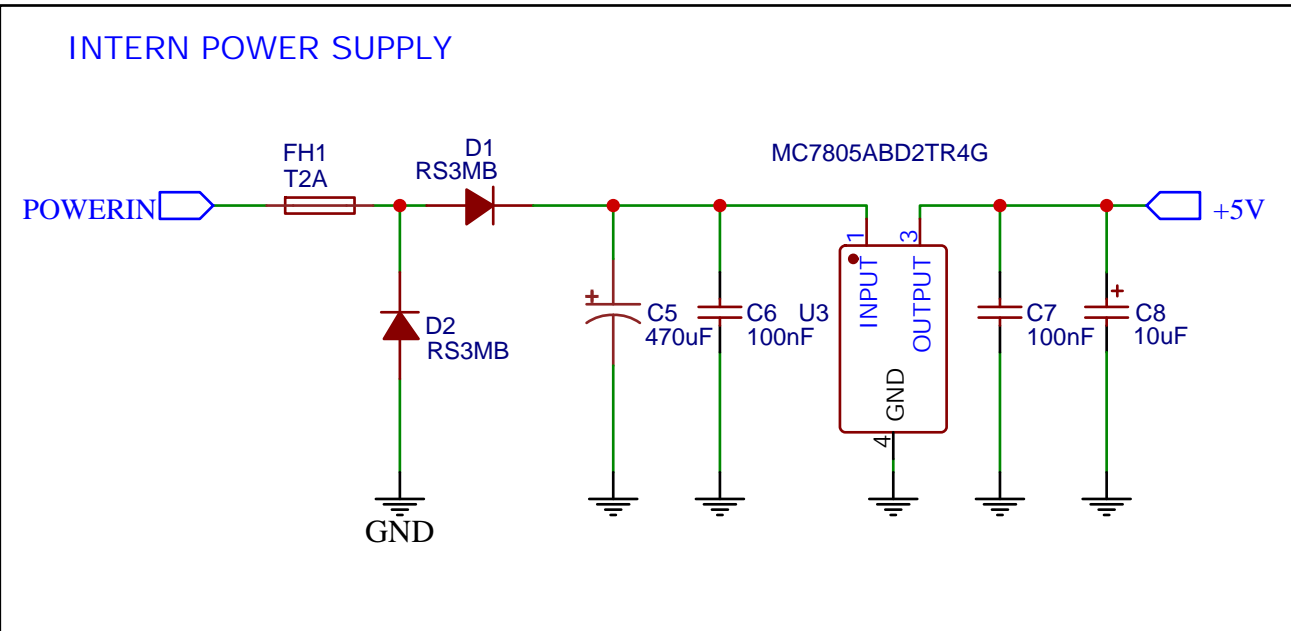 INTERN POWER SUPPLY
FH1
T2A
D1
RS3MB
MC7805ABD2TR4G
POWERIN
+5V
1
3
INPUT
OUTPUT
GND
4
U3
D2
RS3MB
+
C5
470uF
C6
100nF
C7
100nF
+
C8
10uF
GND